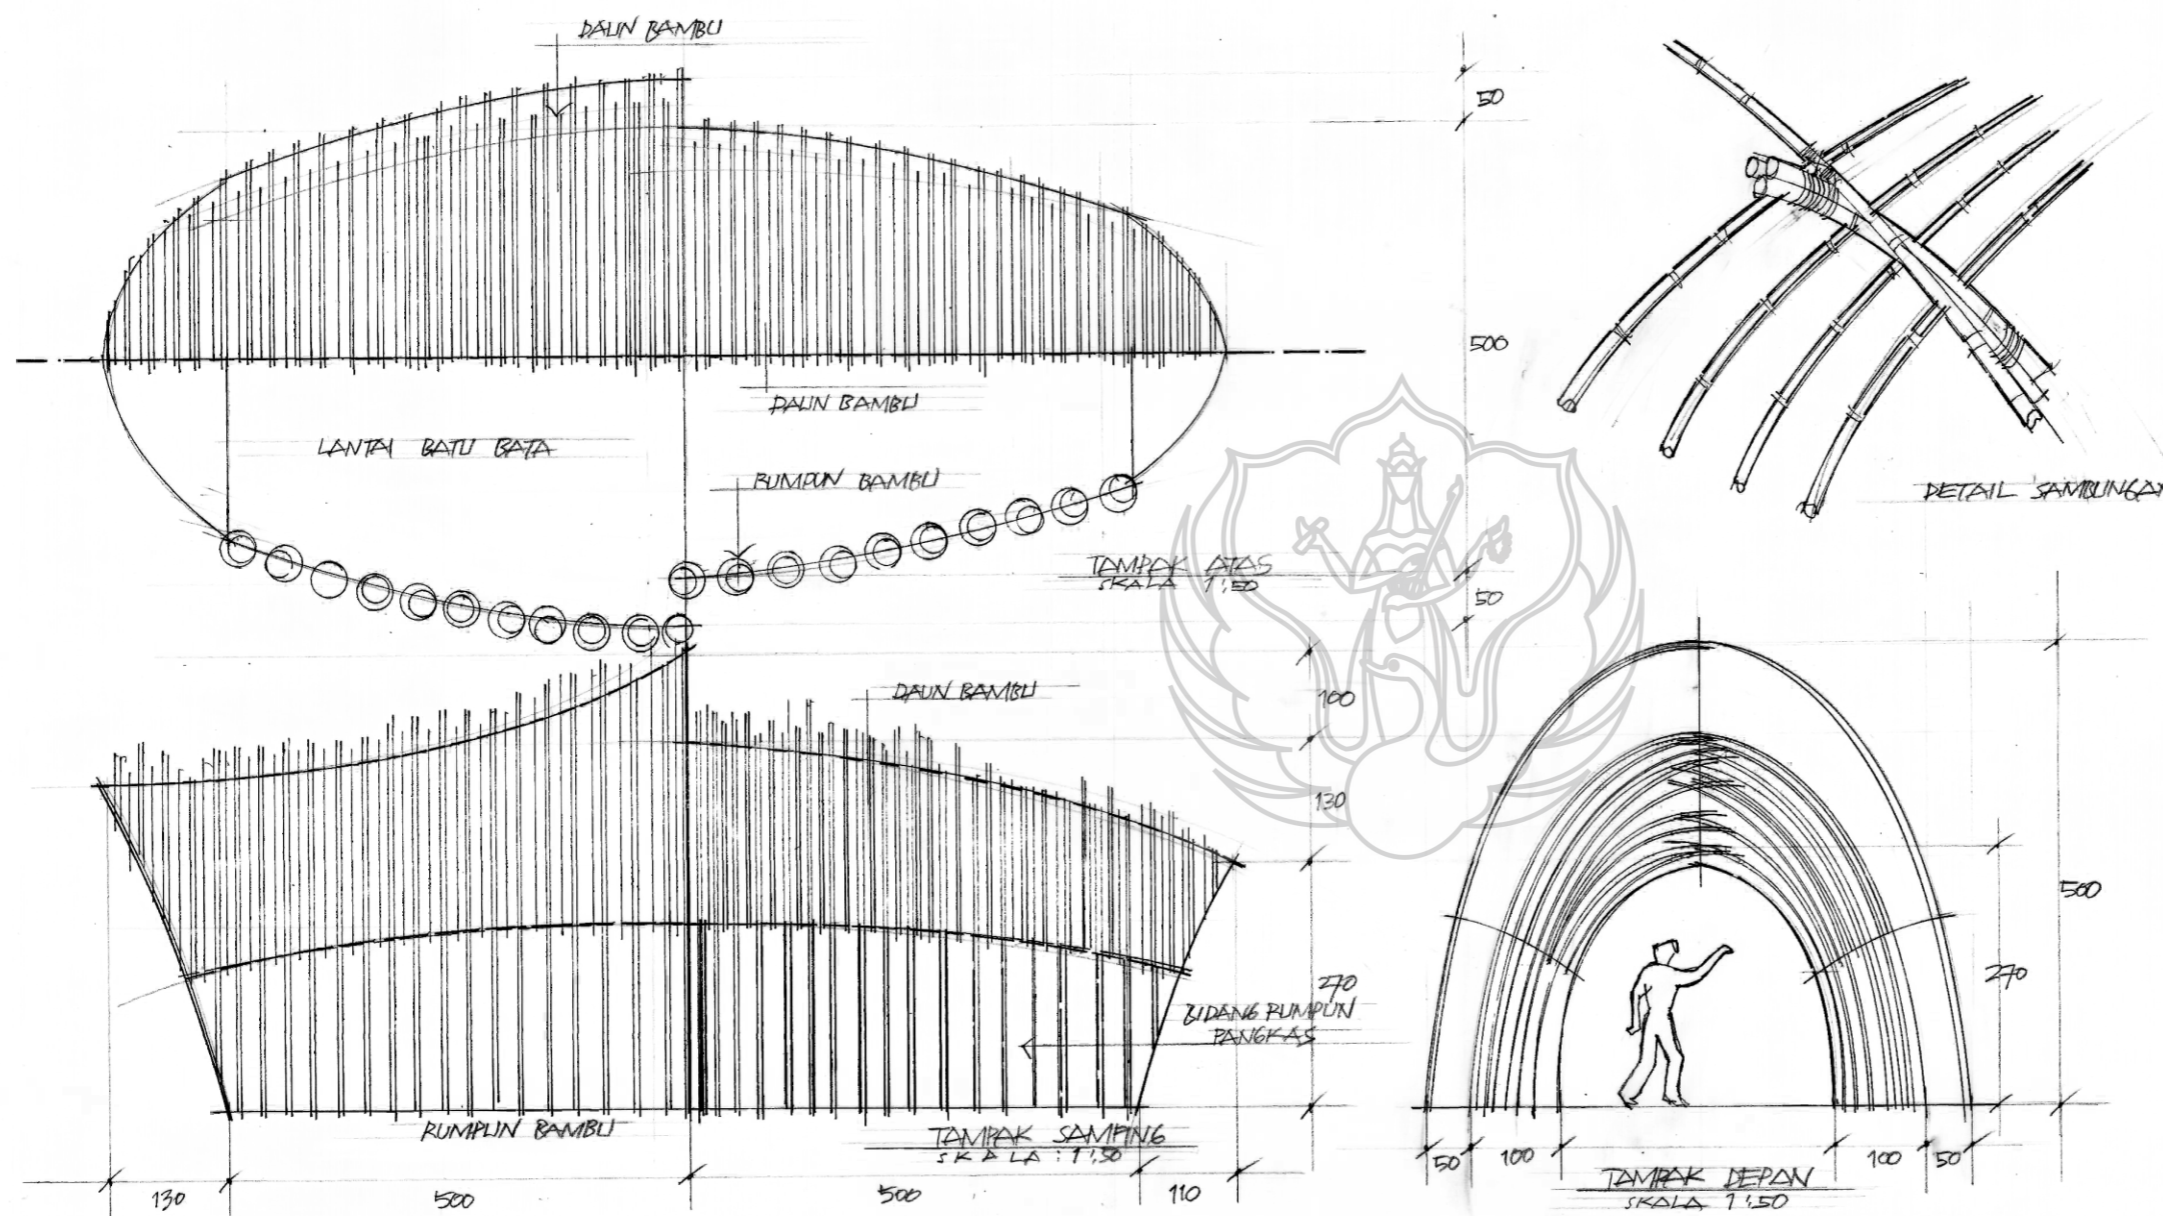 DAUN BAMBU
50
500
DAUN BAMBU
LANTAI BATU BATA
RUMPUN BAMBU
DETAIL SAMBUNGAN
TAMPAK ATAS
SKALA 1:50
50
DAUN BAMBU
100
130
500
270
270
BIDANG RUMPUN
PANGKAS
RUMPUN BAMBU
TAMPAK SAMPING
SKALA : 1:50
50
100
100
50
TAMPAK DEPAN
SKALA 1:50
130
500
500
110